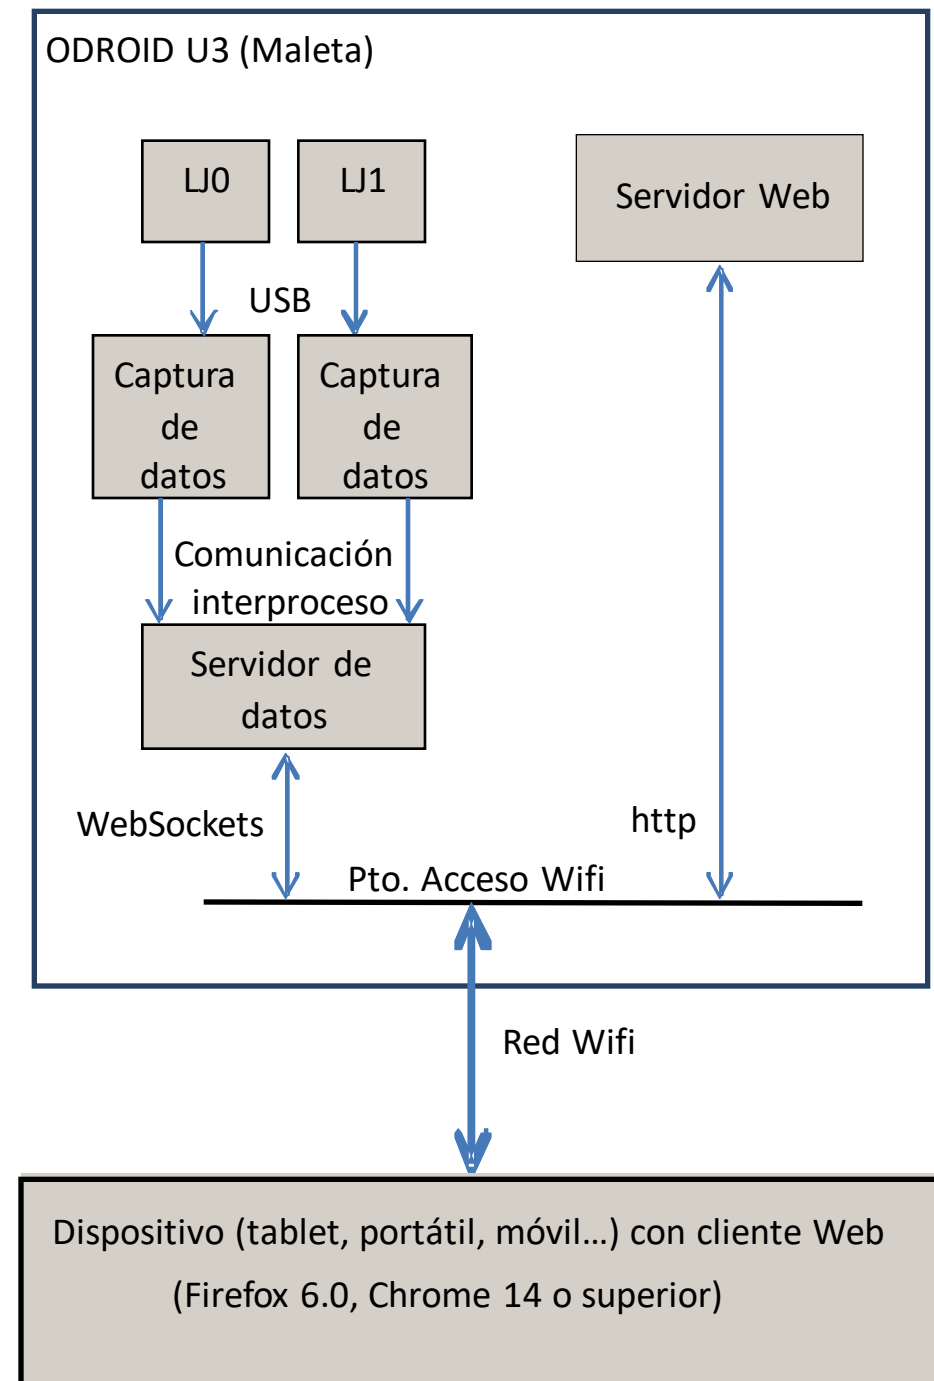 ODROID U3 (Maleta)
LJ0
LJ1
Servidor Web
USB
Captura
de
datos
Captura
de
datos
Comunicación
interproceso
Servidor de
datos
WebSockets
http
Pto. Acceso Wifi
Red Wifi
Dispositivo (tablet, portátil, móvil…) con cliente Web
(Firefox 6.0, Chrome 14 o superior)